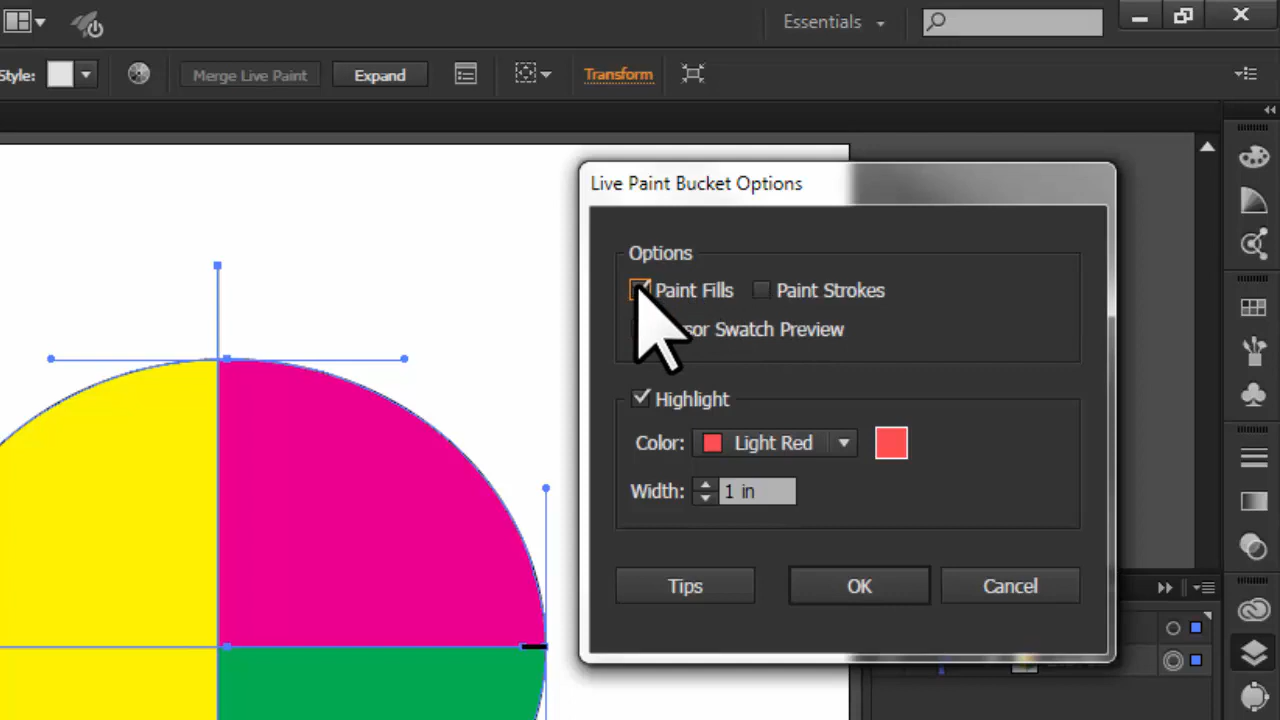 Essentials
Style:
Merge Live Paint
Expand
Transform
Live Paint Bucket Options
Options
Paint Fills
Paint Strokes
Swatch Preview
Highlight
Color: Light Red
Width: 1 in
Tips
OK
Cancel